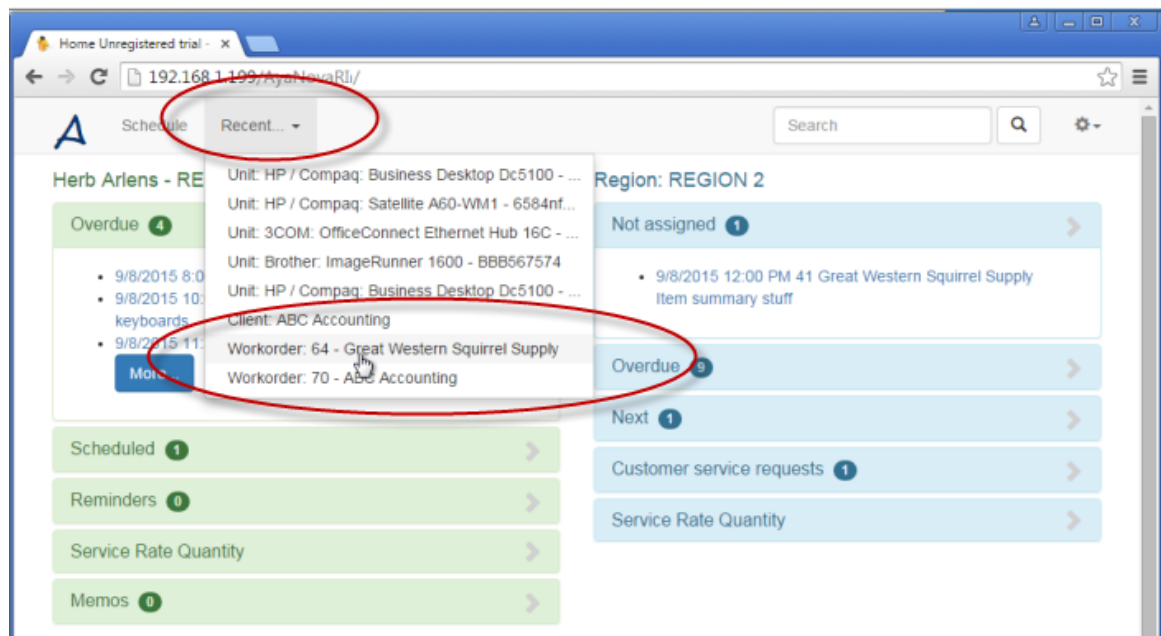 Home Unregistered trial -
192.168.1.199/AyaNovaRI/
Schedule
Recent...
Search
Herb Arlens - RE
Unit: HP / Compaq: Business Desktop Dc5100 - ...
Unit: HP / Compaq: Satellite A60-WM1 - 6584nf...
Unit: 3COM: OfficeConnect Ethernet Hub 16C - ...
Unit: Brother: ImageRunner 1600 - BBB567574
Unit: HP / Compaq: Business Desktop Dc5100 - ...
Client: ABC Accounting
Workorder: 64 - Great Western Squirrel Supply
Workorder: 70 - ABC Accounting
Overdue 4
9/8/2015 8:0
9/8/2015 10:
keyboards
9/8/2015 11:
More...
Scheduled 1
Reminders 0
Service Rate Quantity
Memos 0
Region: REGION 2
Not assigned 1
9/8/2015 12:00 PM 41 Great Western Squirrel Supply
Item summary stuff
Overdue 9
Next 1
Customer service requests 1
Service Rate Quantity